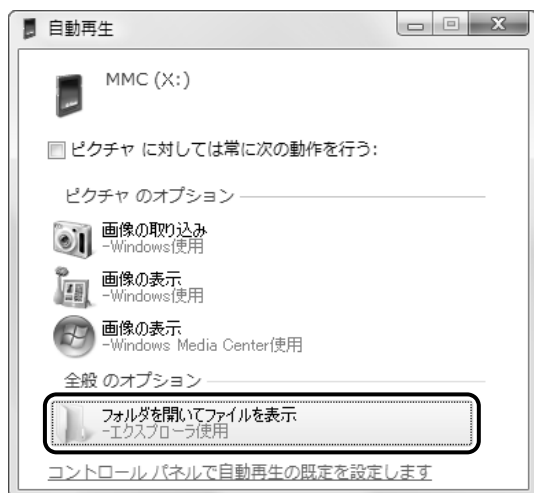 自動再生
MMC (X:)
ピクチャ に対しては常に次の動作を行う:
ピクチャ のオプション
画像の取り込み
-Windows使用
画像の表示
-Windows使用
画像の表示
-Windows Media Center使用
全般 のオプション
フォルダを開いてファイルを表示
-エクスプローラ使用
コントロール パネルで自動再生の既定を設定します